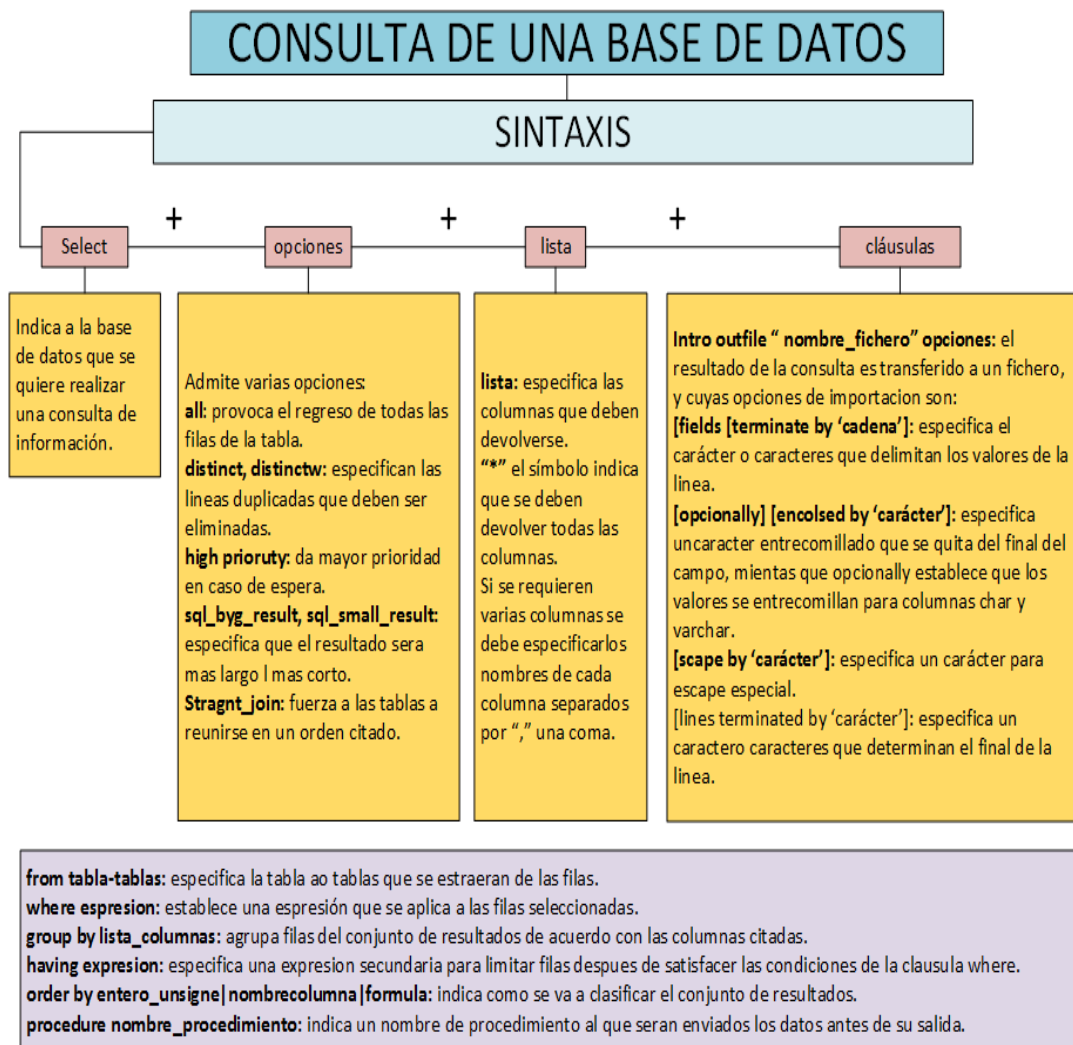 CONSULTA DE UNA BASE DE DATOS
SINTAXIS
+ + +
Select
opciones
lista
cláusulas
Indica a la base
de datos que se
quiere realizar
una consulta de
información.
Admite varias opciones:
all: provoca el regreso de todas las
filas de la tabla.
distinct, distinctw: especifican las
lineas duplicadas que deben ser
eliminadas.
high prioruty: da mayor prioridad
en caso de espera.
sql_byg_result, sql_small_result:
especifica que el resultado sera
mas largo l mas corto.
Stragnt_join: fuerza a las tablas a
reunirse en un orden citado.
lista: especifica las
columnas que deben
devolverse.
“*” el símbolo indica
que se deben
devolver todas las
columnas.
Si se requieren
varias columnas se
debe especificarlos
nombres de cada
columna separados
por “,” una coma.
Intro outfile “ nombre_fichero” opciones: el
resultado de la consulta es transferido a un fichero,
y cuyas opciones de importacion son:
[fields [terminate by ‘cadena’]: especifica el
carácter o caracteres que delimitan los valores de la
linea.
[opcionally] [encolsed by ‘carácter’]: especifica
uncaracter entrecomillado que se quita del final del
campo, mientas que opcionally establece que los
valores se entrecomillan para columnas char y
varchar.
[scape by ‘carácter’]: especifica un carácter para
escape especial.
[lines terminated by ‘carácter’]: especifica un
caractero caracteres que determinan el final de la
linea.
from tabla-tablas: especifica la tabla ao tablas que se estraeran de las filas.
where espresion: establece una espresión que se aplica a las filas seleccionadas.
group by lista_columnas: agrupa filas del conjunto de resultados de acuerdo con las columnas citadas.
having expresion: especifica una expresion secundaria para limitar filas despues de satisfacer las condiciones de la clausula where.
order by entero_unsigne|nombrecolumna|formula: indica como se va a clasificar el conjunto de resultados.
procedure nombre_procedimiento: indica un nombre de procedimiento al que seran enviados los datos antes de su salida.